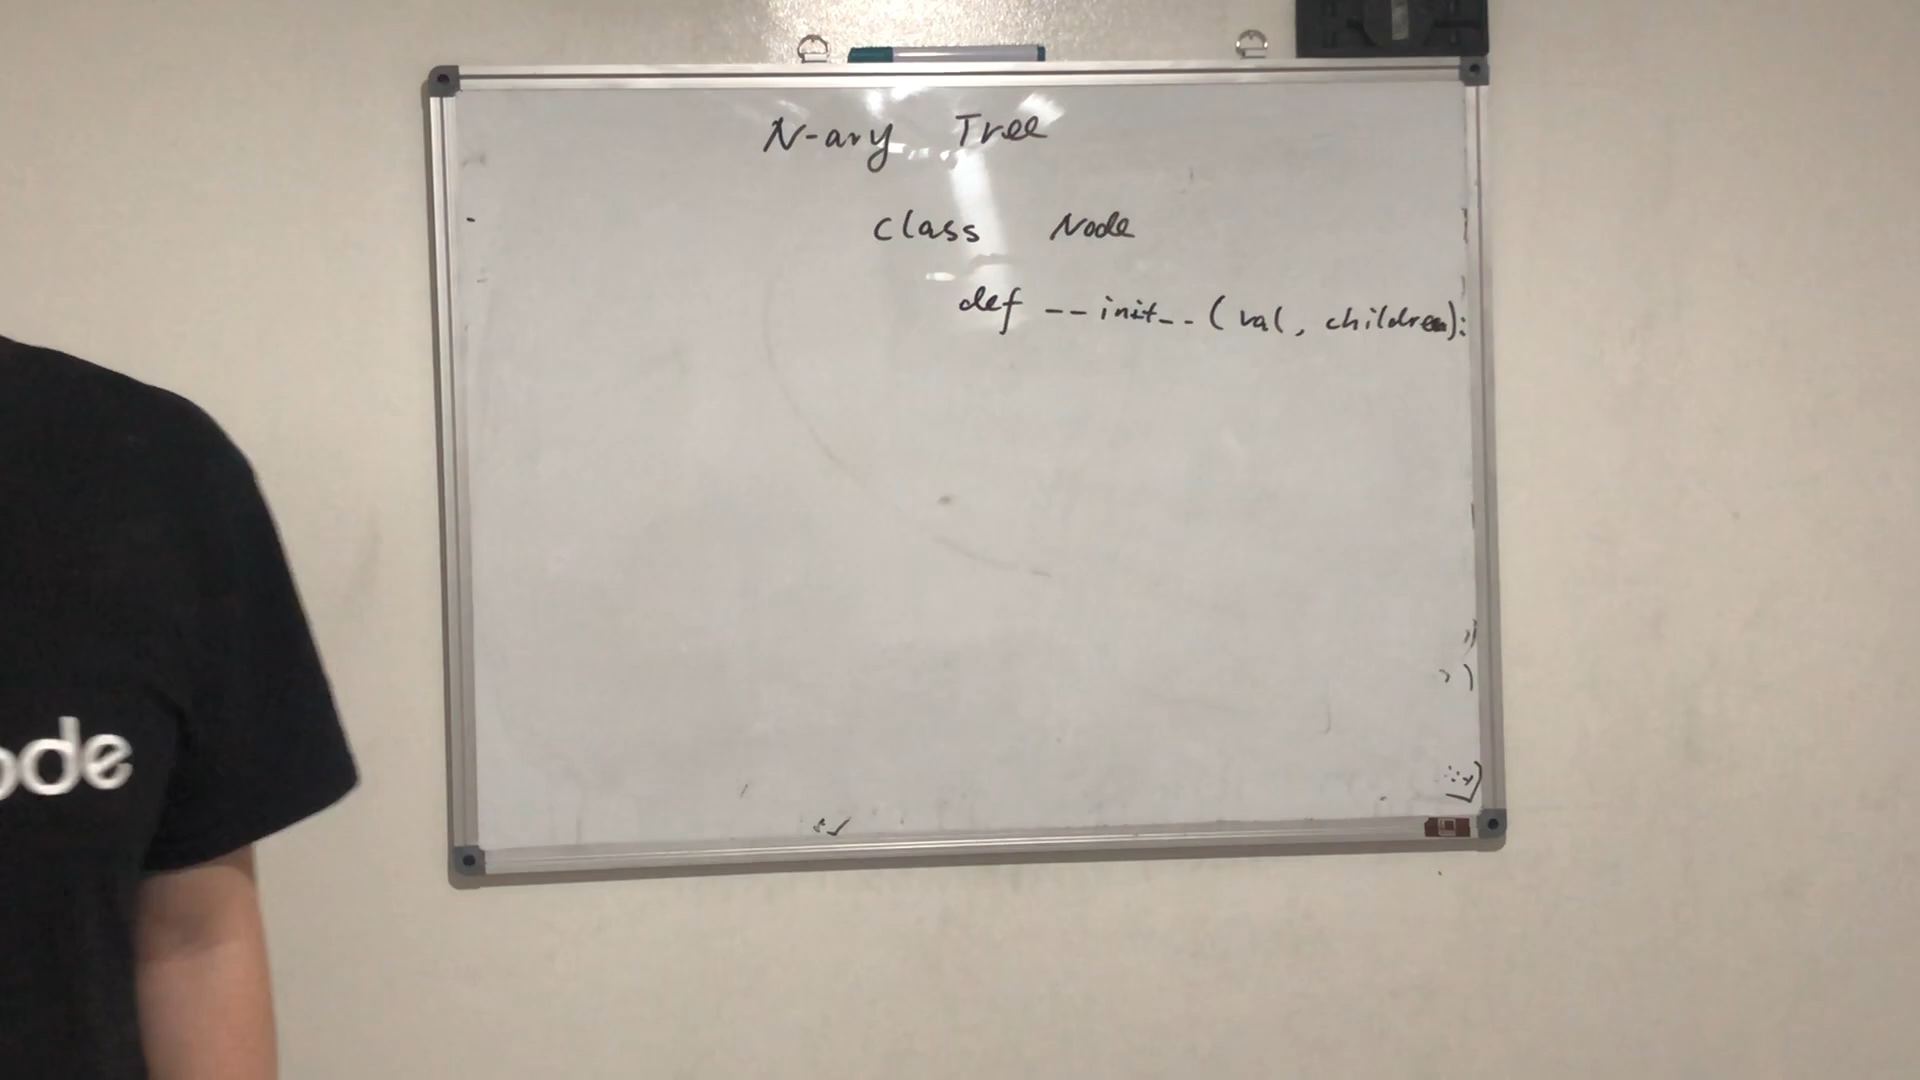 N-ary Tree
class Node
def __init__(val, children):
ode